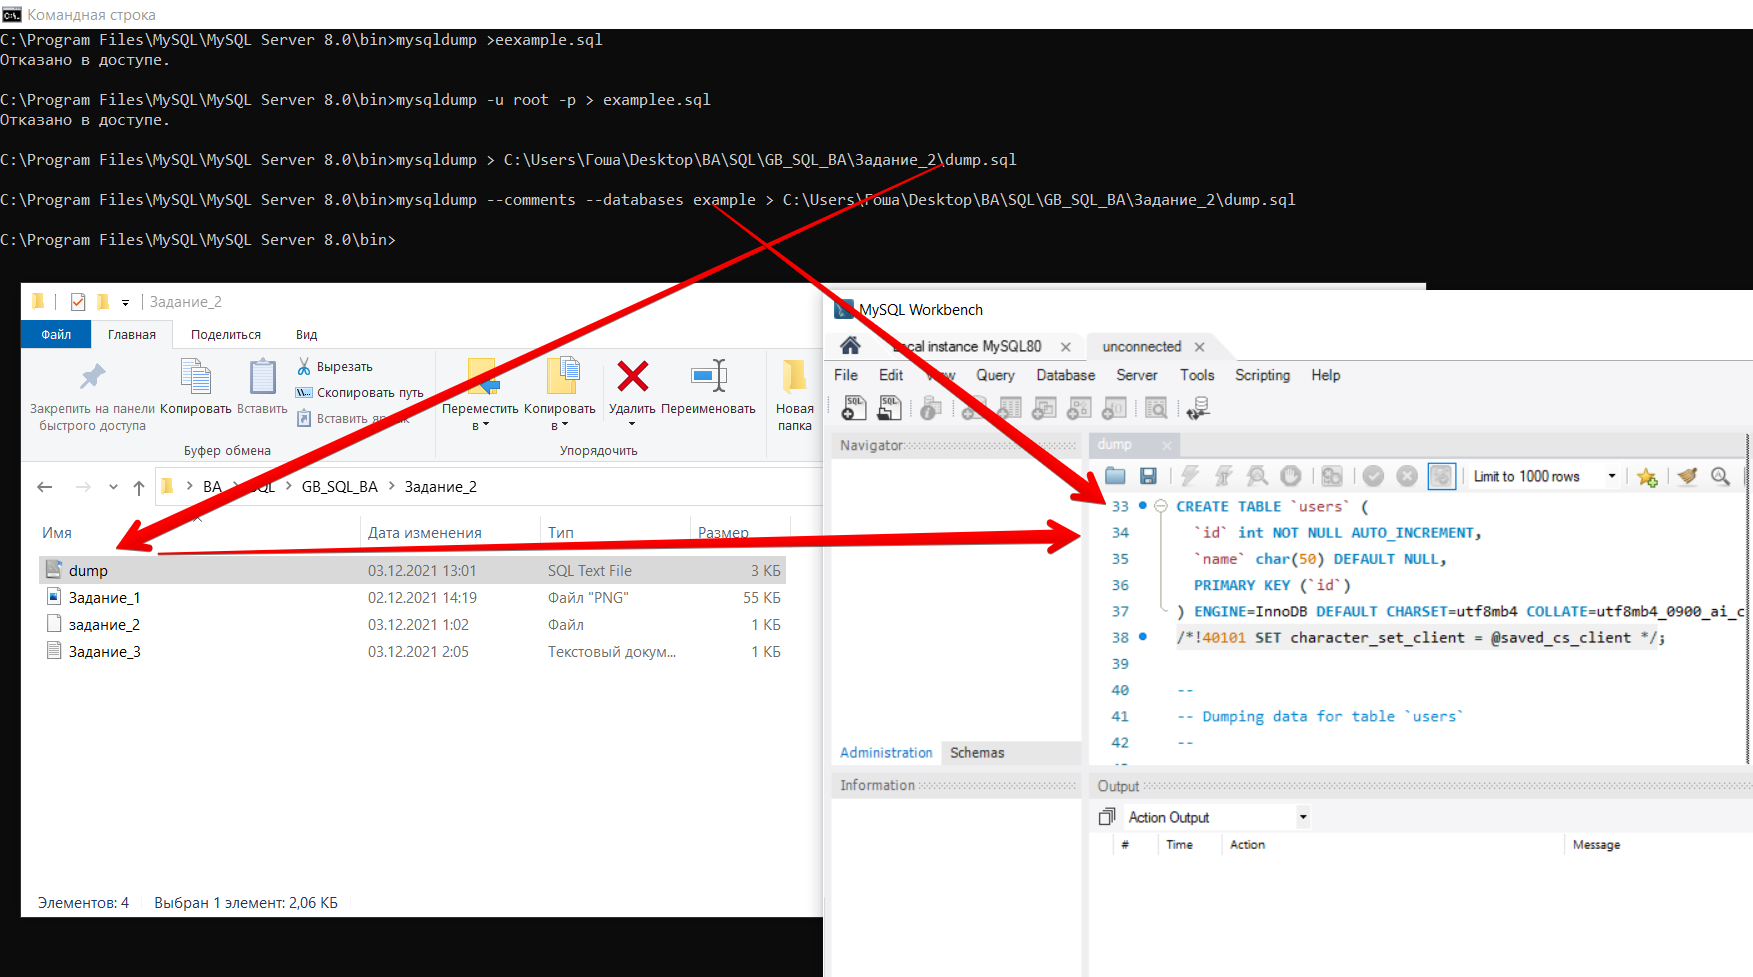 Командная строка
C:\Program Files\MySQL\MySQL Server 8.0\bin>mysqldump >eexample.sql
Отказано в доступе.
C:\Program Files\MySQL\MySQL Server 8.0\bin>mysqldump -u root -p > examplee.sql
Отказано в доступе.
C:\Program Files\MySQL\MySQL Server 8.0\bin>mysqldump > C:\Users\Гоша\Desktop\BA\SQL\GB_SQL_BA\Задание_2\dump.sql
C:\Program Files\MySQL\MySQL Server 8.0\bin>mysqldump --comments --databases example > C:\Users\Гоша\Desktop\BA\SQL\GB_SQL_BA\Задание_2\dump.sql
C:\Program Files\MySQL\MySQL Server 8.0\bin>
Задание_2
Файл Главная Поделиться Вид
Закрепить на панели быстрого доступа
Копировать
Вставить
Вырезать
Скопировать путь
Вставить ярлык
Буфер обмена
Переместить в
Копировать в
Удалить
Переименовать
Упорядочить
Новая папка
BA > SQL > GB_SQL_BA > Задание_2
Имя Дата изменения Тип Размер
dump 03.12.2021 13:01 SQL Text File 3 КБ
Задание_1 02.12.2021 14:19 Файл "PNG" 55 КБ
задание_2 03.12.2021 1:02 Файл 1 КБ
Задание_3 03.12.2021 2:05 Текстовый докум... 1 КБ
Элементов: 4 Выбран 1 элемент: 2,06 КБ
MySQL Workbench
Local instance MySQL80 unconnected
File Edit View Query Database Server Tools Scripting Help
Navigator
Administration Schemas
Information
dump
Limit to 1000 rows
33 CREATE TABLE `users` (
34 `id` int NOT NULL AUTO_INCREMENT,
35 `name` char(50) DEFAULT NULL,
36 PRIMARY KEY (`id`)
37 ) ENGINE=InnoDB DEFAULT CHARSET=utf8mb4 COLLATE=utf8mb4_0900_ai_c
38 /*!40101 SET character_set_client = @saved_cs_client */;
39
40 --
41 -- Dumping data for table `users`
42 --
Output
Action Output
# Time Action Message